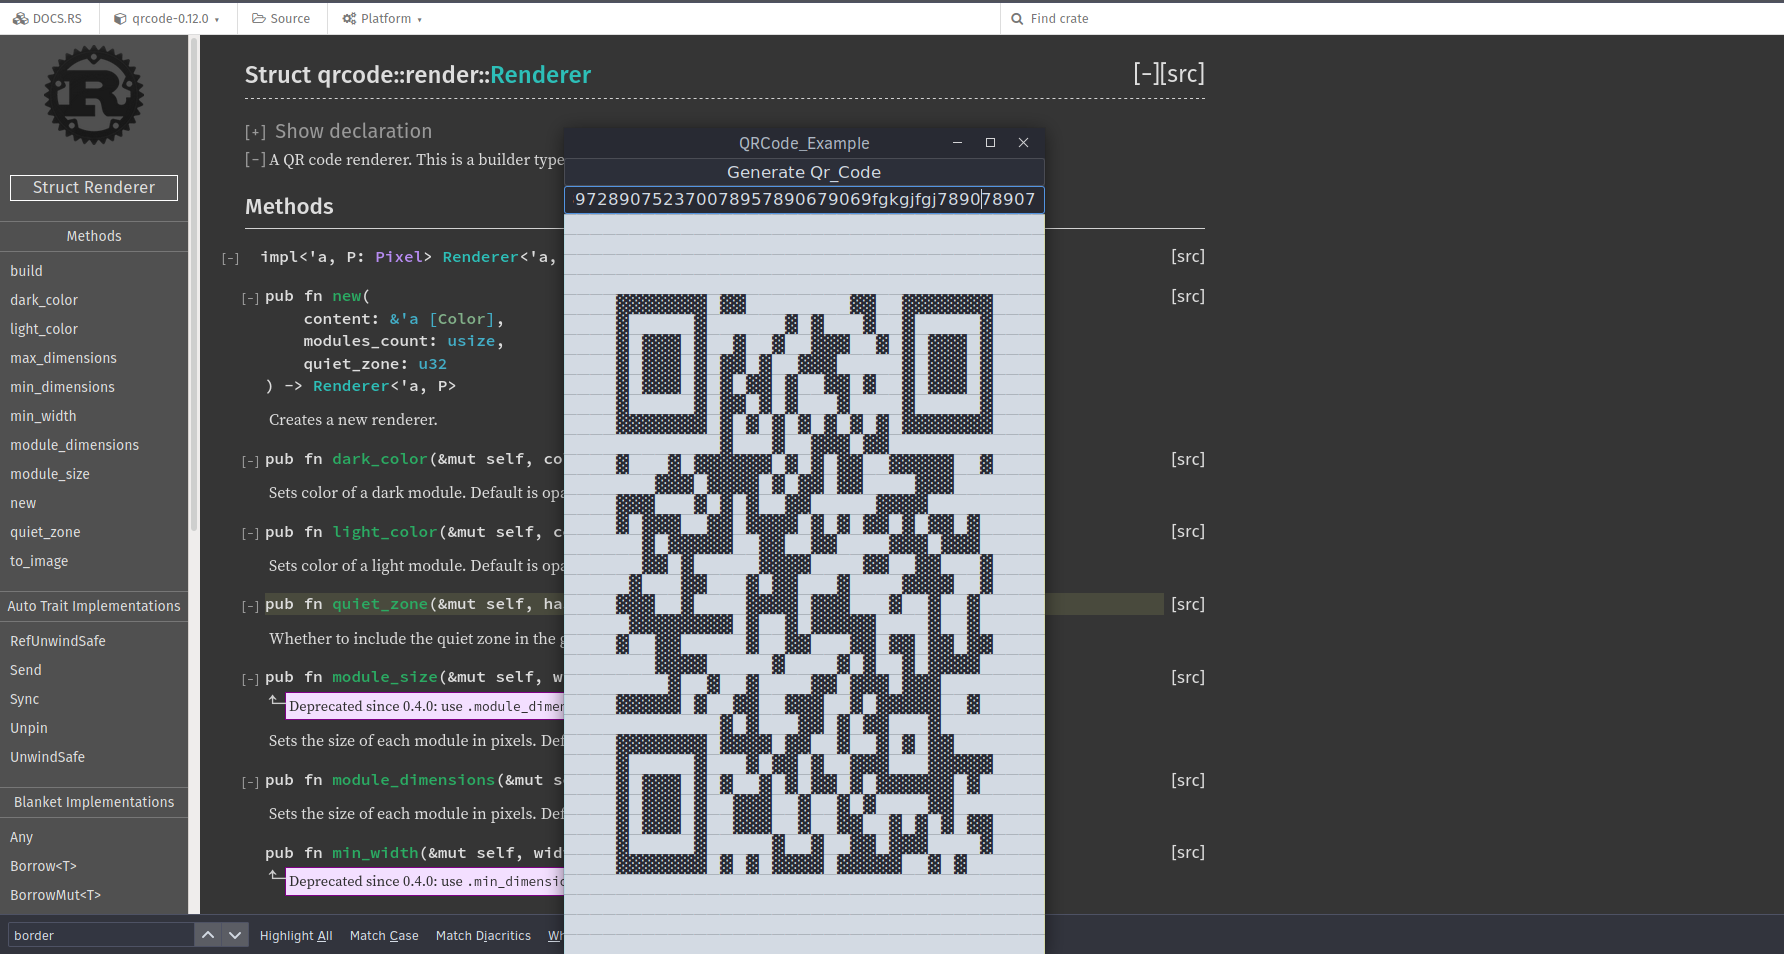 DOCS.RS
qrcode-0.12.0
Source
Platform
Find crate
Struct Renderer
Methods
build
dark_color
light_color
max_dimensions
min_dimensions
min_width
module_dimensions
module_size
new
quiet_zone
to_image
Auto Trait Implementations
RefUnwindSafe
Send
Sync
Unpin
UnwindSafe
Blanket Implementations
Any
Borrow<T>
BorrowMut<T>
Struct qrcode::render::Renderer
[-][src]
[+] Show declaration
[-] A QR code renderer. This is a builder type
Methods
[-] impl<'a, P: Pixel> Renderer<'a, [src]
[-] pub fn new( [src]
content: &'a [Color],
modules_count: usize,
quiet_zone: u32
) -> Renderer<'a, P>
Creates a new renderer.
[-] pub fn dark_color(&mut self, co [src]
Sets color of a dark module. Default is opa
[-] pub fn light_color(&mut self, c [src]
Sets color of a light module. Default is opa
[-] pub fn quiet_zone(&mut self, ha [src]
Whether to include the quiet zone in the g
[-] pub fn module_size(&mut self, w [src]
Deprecated since 0.4.0: use .module_dimen
Sets the size of each module in pixels. Def
[-] pub fn module_dimensions(&mut s [src]
Sets the size of each module in pixels. Def
pub fn min_width(&mut self, wid [src]
Deprecated since 0.4.0: use .min_dimensio
QRCode_Example
Generate Qr_Code
972890752370078957890679069fgkgjfgj789078907
border
Highlight All
Match Case
Match Diacritics
Wh